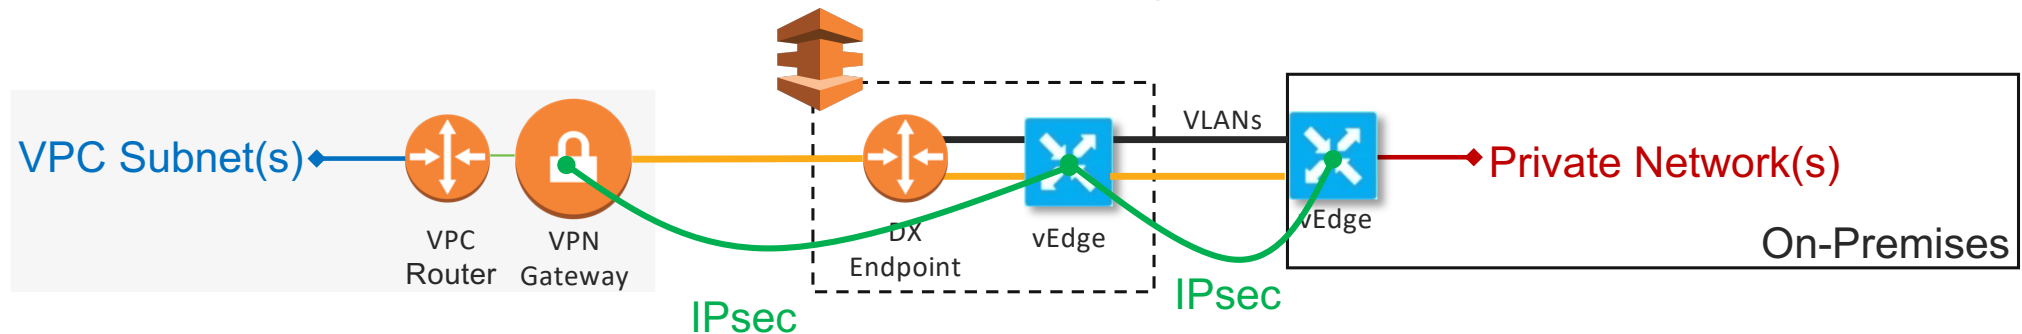 VPC Subnet(s)
VPC
Router
VPN
Gateway
DX
Endpoint
vEdge
VLANs
vEdge
Private Network(s)
On-Premises
IPsec
IPsec